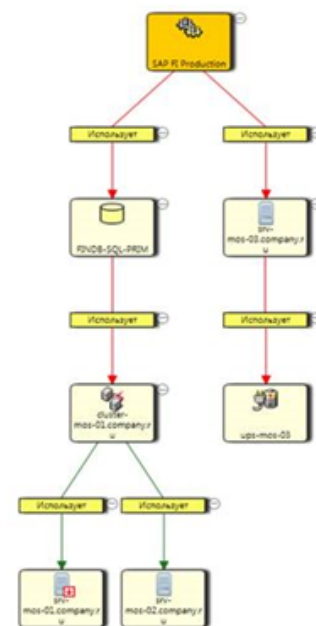 SAP FI Production
Использует
Использует
FINDB-SQL-PRIM
srv-
mos-03.company.r
u
Использует
Использует
cluster-
mos-01.company.r
u
ups-mos-03
Использует
Использует
srv-
mos-01.company.r
u
srv-
mos-02.company.r
u